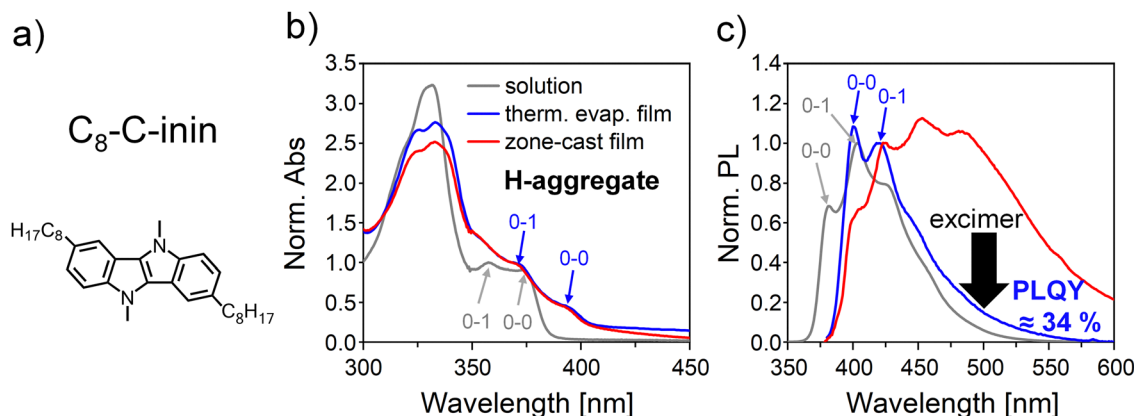 a)
C8-C-inin
H17C8
N
N
C8H17
b)
Norm. Abs
3.5
3.0
2.5
2.0
1.5
1.0
0.5
0.0
solution
therm. evap. film
zone-cast film
H-aggregate
0-1
0-0
0-1
0-0
300
350
400
450
Wavelength [nm]
c)
Norm. PL
1.4
1.2
1.0
0.8
0.6
0.4
0.2
0.0
0-0
0-1
0-1
0-0
excimer
PLQY
≈ 34 %
350
400
450
500
550
600
Wavelength [nm]